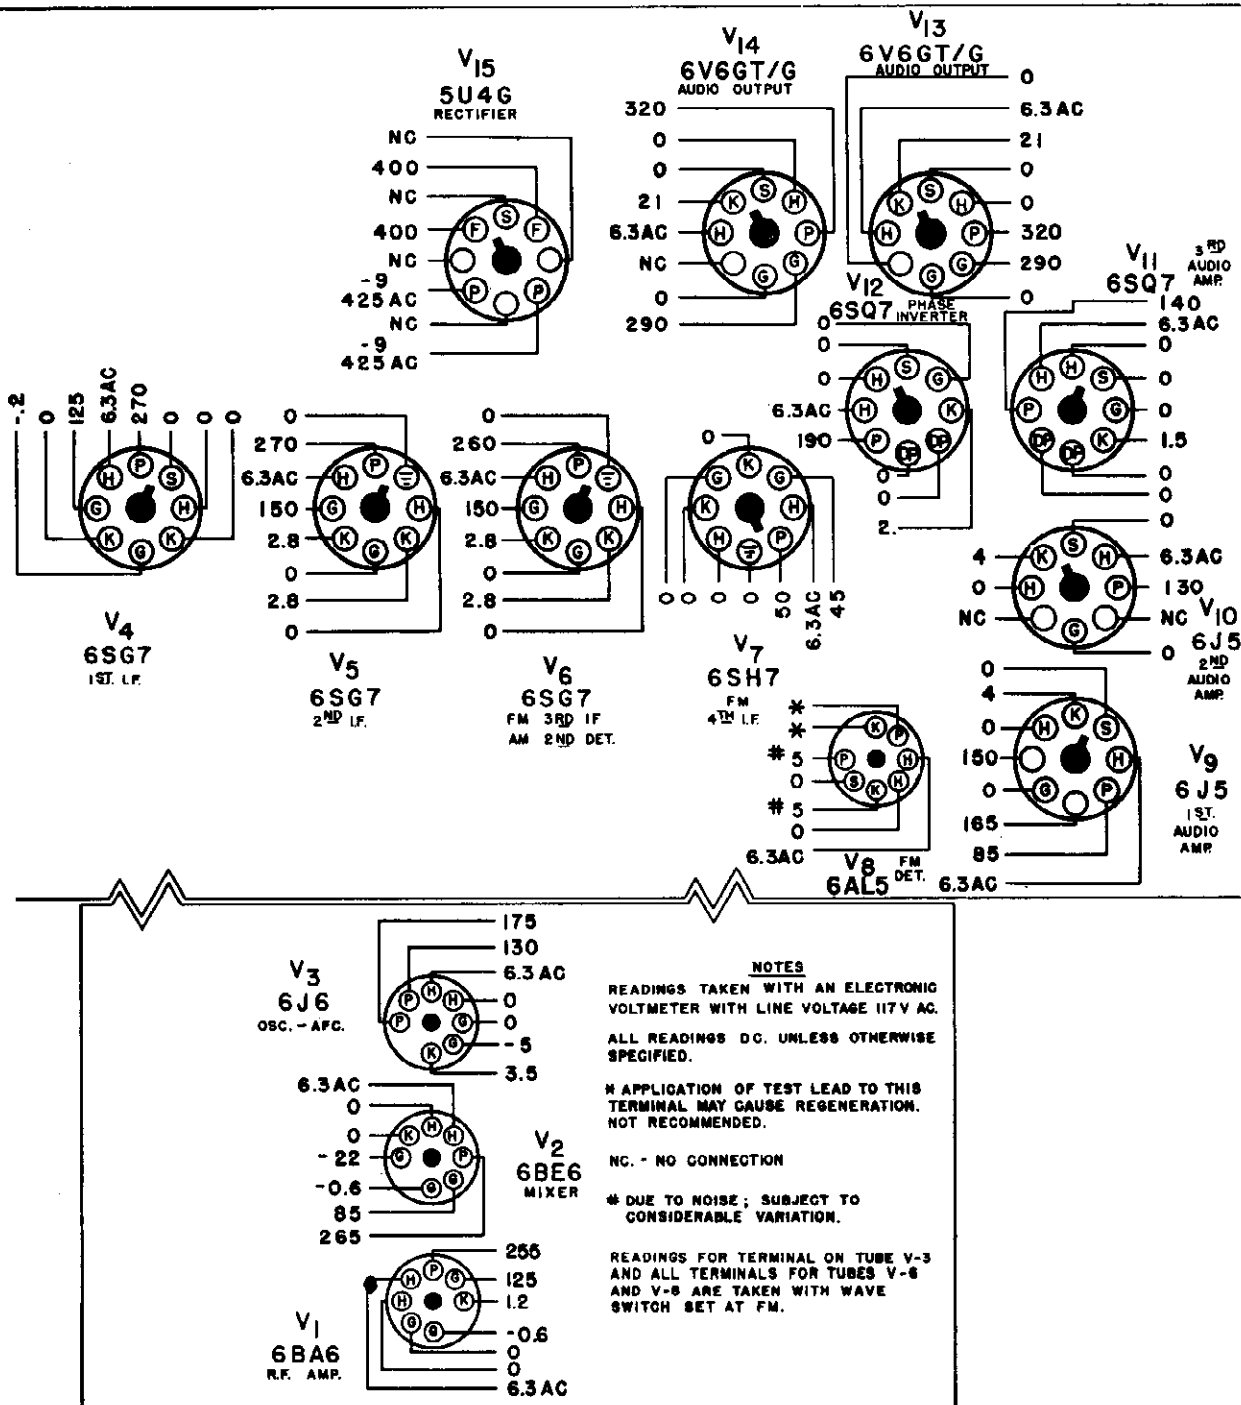 V15
5U4G
RECTIFIER
NC
400
NC
400
NC
-9
425AC
NC
-9
425AC
S
F
F
P
P
V14
6V6GT/G
AUDIO OUTPUT
320
0
0
21
6.3AC
NC
0
290
S
K
H
H
P
G
G
V13
6V6GT/G
AUDIO OUTPUT
0
6.3AC
21
0
0
320
290
0
S
K
H
H
P
G
G
V12
6SQ7 PHASE INVERTER
0
0
0
6.3AC
190
0
0
2.
S
H
G
H
K
P
DP
DP
V11
6SQ7
3RD
AUDIO
AMP.
140
6.3AC
0
0
0
1.5
0
0
H
H
S
P
G
DP
K
DP
-.2
0
125
6.3AC
270
0
0
0
H
P
S
G
H
K
K
G
V4
6SG7
1ST. I.F.
0
270
6.3AC
150
2.8
0
2.8
0
P
H
G
H
K
K
G
V5
6SG7
2ND I.F.
0
260
6.3AC
150
2.8
0
2.8
0
P
H
G
H
K
K
G
V6
6SG7
FM 3RD IF
AM 2ND DET.
0
K
G
G
K
H
H
P
0
0
0
0
50
6.3AC
45
V7
6SH7
FM
4TH I.F.
0
4
6.3AC
0
130
NC
NC
0
S
K
H
H
P
G
V10
6J5
2ND
AUDIO
AMP.
*
*
# 5
0
# 5
0
6.3AC
K
P
P
H
S
H
K
V8
6AL5
FM
DET.
0
4
0
150
0
165
85
6.3AC
K
H
S
H
G
P
V9
6J5
1ST.
AUDIO
AMP.
V3
6J6
OSC. - AFC.
175
130
6.3 AC
0
0
-5
3.5
H
P
H
P
G
G
K
V2
6BE6
MIXER
6.3AC
0
0
-22
-0.6
85
265
H
K
H
G
P
G
G
V1
6BA6
R.F. AMP.
255
125
1.2
-0.6
0
0
6.3AC
P
H
G
H
K
G
G
NOTES
READINGS TAKEN WITH AN ELECTRONIC
VOLTMETER WITH LINE VOLTAGE 117V AC.
ALL READINGS DC. UNLESS OTHERWISE
SPECIFIED.
* APPLICATION OF TEST LEAD TO THIS
TERMINAL MAY CAUSE REGENERATION.
NOT RECOMMENDED.
NC. - NO CONNECTION
# DUE TO NOISE; SUBJECT TO
CONSIDERABLE VARIATION.
READINGS FOR TERMINAL ON TUBE V-3
AND ALL TERMINALS FOR TUBES V-6
AND V-8 ARE TAKEN WITH WAVE
SWITCH SET AT FM.